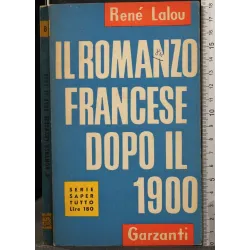 René Lalou
IL ROMANZO
FRANCESE
DOPO IL
1900
SERIE
SAPER
TUTTO
Lire 180
Garzanti